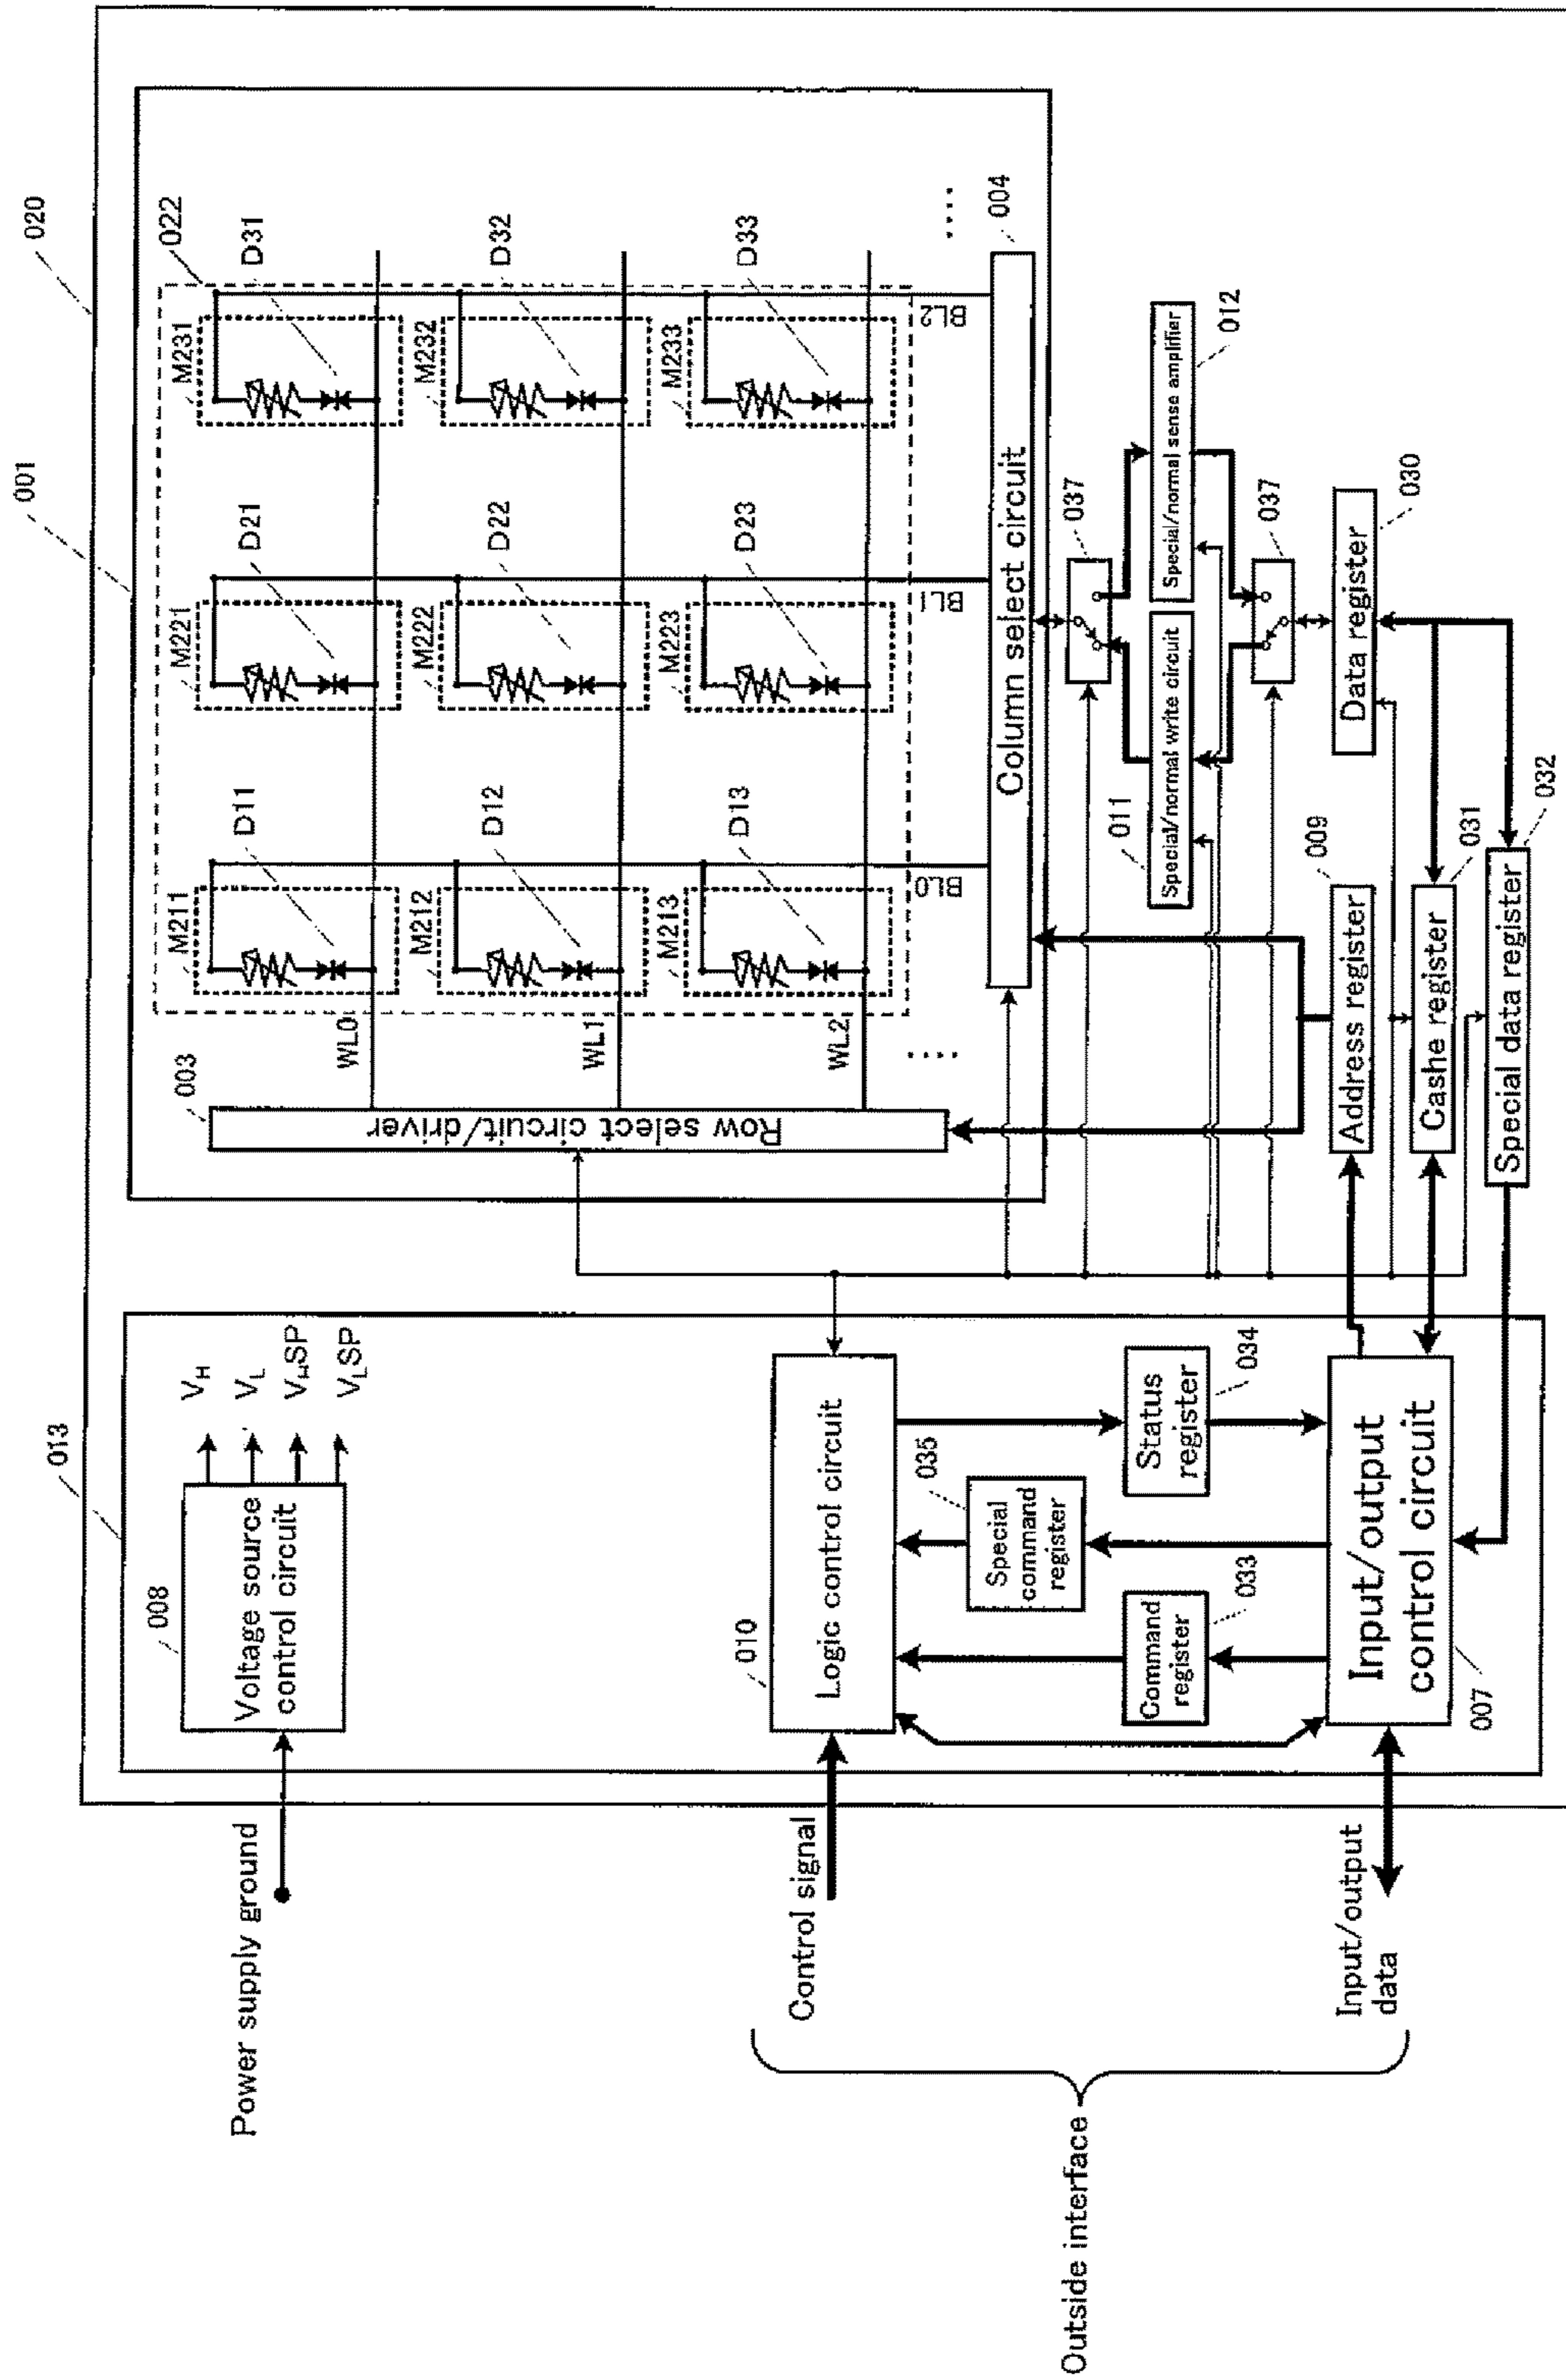 020
001
013
022
D31
D32
D33
M231
M232
M233
D21
D22
D23
M221
M222
M223
D11
D12
D13
M211
M212
M213
WL0
WL1
WL2
BL0
BL1
BL2
....
....
003
Row select circuit/driver
004
Column select circuit
037
012
Special/normal sense amplifier
011
Special/normal write circuit
037
030
Data register
009
Address register
031
Cashe register
032
Special data register
VH
VL
VHSP
VLSP
008
Voltage source
control circuit
010
Logic control circuit
035
Special
command
register
034
Status
register
033
Command
register
007
Input/output
control circuit
Power supply ground
Control signal
Input/output
data
Outside interface